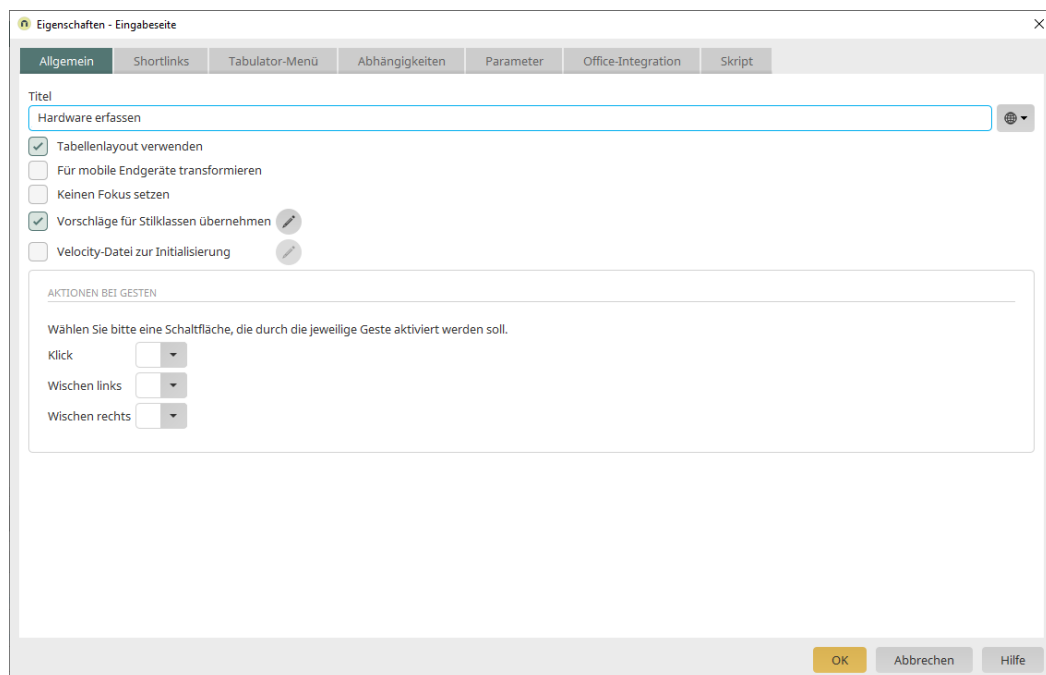 Eigenschaften - Eingabeseite
Allgemein Shortlinks Tabulator-Menü Abhängigkeiten Parameter Office-Integration Skript
Titel
Hardware erfassen
Tabellenlayout verwenden
Für mobile Endgeräte transformieren
Keinen Fokus setzen
Vorschläge für Stilklassen übernehmen
Velocity-Datei zur Initialisierung
AKTIONEN BEI GESTEN
Wählen Sie bitte eine Schaltfläche, die durch die jeweilige Geste aktiviert werden soll.
Klick
Wischen links
Wischen rechts
OK Abbrechen Hilfe